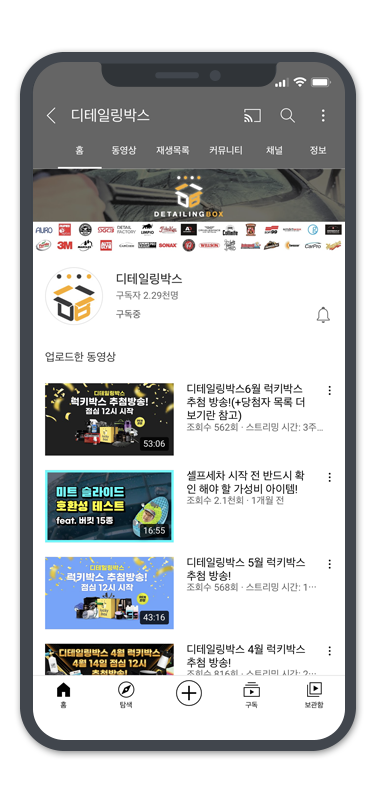 디테일링박스
홈 동영상 재생목록 커뮤니티 채널 정보
DETAILINGBOX
AURO SGCB DETAIL FACTORY
3M SONAX CarPro
디테일링박스
구독자 2.29천명
구독중
업로드한 동영상
디테일링박스
럭키박스 추첨방송!
점심 12시 시작
53:06
디테일링박스6월 럭키박스
추첨 방송!(+당첨자 목록 더
보기란 참고)
조회수 562회 · 스트리밍 시간: 3주...
미트 슬라이드
호환성 테스트
feat. 버킷 15종
16:55
셀프세차 시작 전 반드시 확
인 해야 할 가성비 아이템!
조회수 2.1천회 · 1개월 전
디테일링박스
럭키박스 추첨방송!
점심 12시 시작
43:16
디테일링박스 5월 럭키박스
추첨 방송!
조회수 568회 · 스트리밍 시간: 1...
디테일링박스 4월 럭키박스
4월 14일 점심 12시
디테일링박스 4월 럭키박스
추첨 방송!
조회수 816회 · 스트리밍 시간: 2...
홈 탐색 구독 보관함